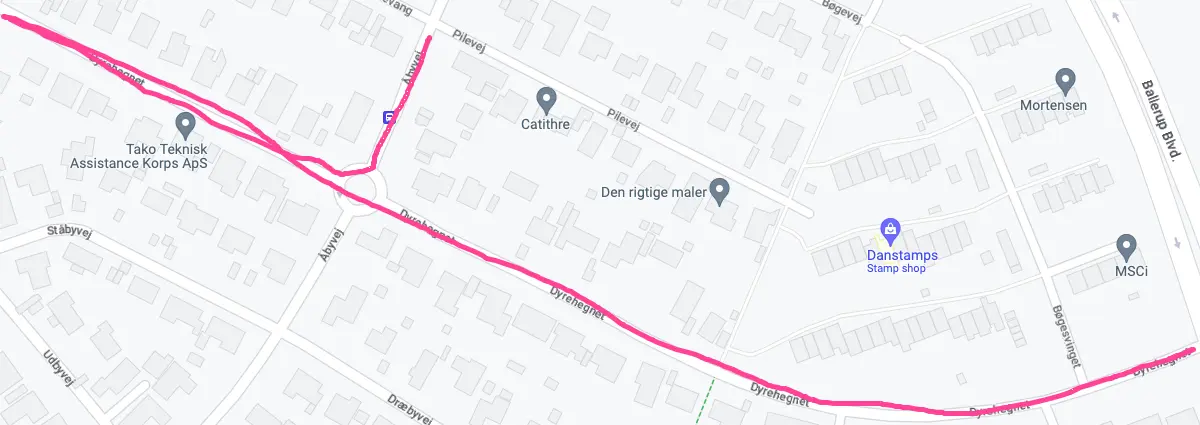 levang
Bøgevej
Pilevej
Åbyvej
Dyrehegnet
Ballerup Blvd.
Mortensen
Catithre
Pilevej
Tako Teknisk
Assistance Korps ApS
Den rigtige maler
Dyrehegnet
Ståbyvej
Åbyvej
Danstamps
Stamp shop
MSCi
Dyrehegnet
Bøgesvinget
Udbyvej
Dyrehegnet
Dyrehegnet
Dyrehegnet
Dræbyvej